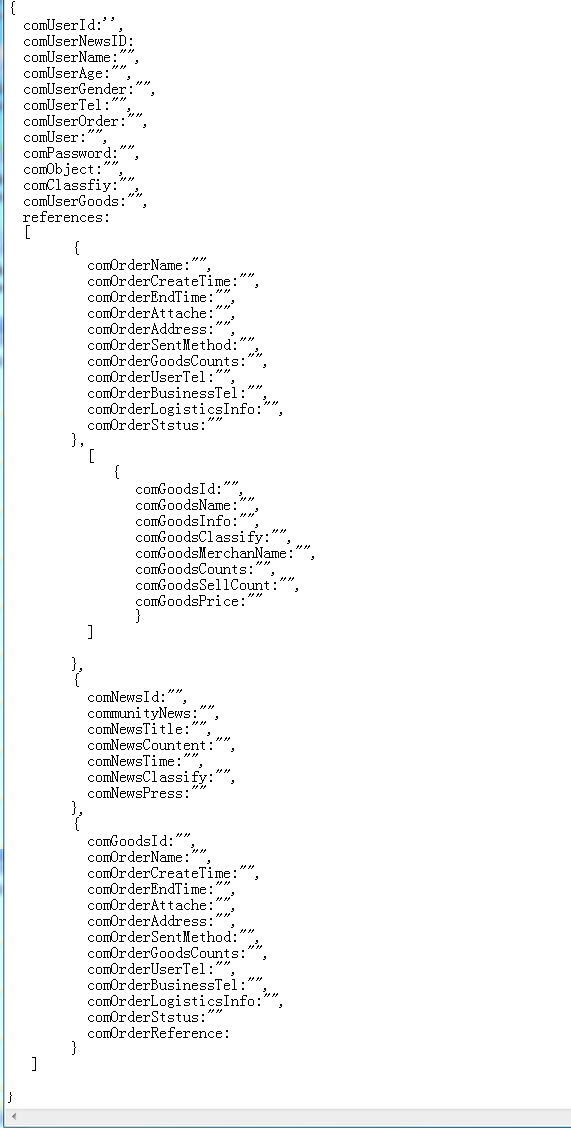 {
comUserId:'',
comUserNewsID:
comUserName:"",
comUserAge:"",
comUserGender:"",
comUserTel:"",
comUserOrder:"",
comUser:"",
comPassword:"",
comObject:"",
comClassfiy:"",
comUserGoods:"",
references:
[
{
comOrderName:"",
comOrderCreateTime:"",
comOrderEndTime:"",
comOrderAttache:"",
comOrderAddress:"",
comOrderSentMethod:"",
comOrderGoodsCounts:"",
comOrderUserTel:"",
comOrderBusinessTel:"",
comOrderLogisticsInfo:"",
comOrderStstus:""
},
[
{
comGoodsId:"",
comGoodsName:"",
comGoodsInfo:"",
comGoodsClassify:"",
comGoodsMerchanName:"",
comGoodsCounts:"",
comGoodsSellCount:"",
comGoodsPrice:""
}
]
},
{
comNewsId:"",
communityNews:"",
comNewsTitle:"",
comNewsCountent:"",
comNewsTime:"",
comNewsClassify:"",
comNewsPress:""
},
{
comGoodsId:"",
comOrderName:"",
comOrderCreateTime:"",
comOrderEndTime:"",
comOrderAttache:"",
comOrderAddress:"",
comOrderSentMethod:"",
comOrderGoodsCounts:"",
comOrderUserTel:"",
comOrderBusinessTel:"",
comOrderLogisticsInfo:"",
comOrderStstus:""
comOrderReference:
}
]
}